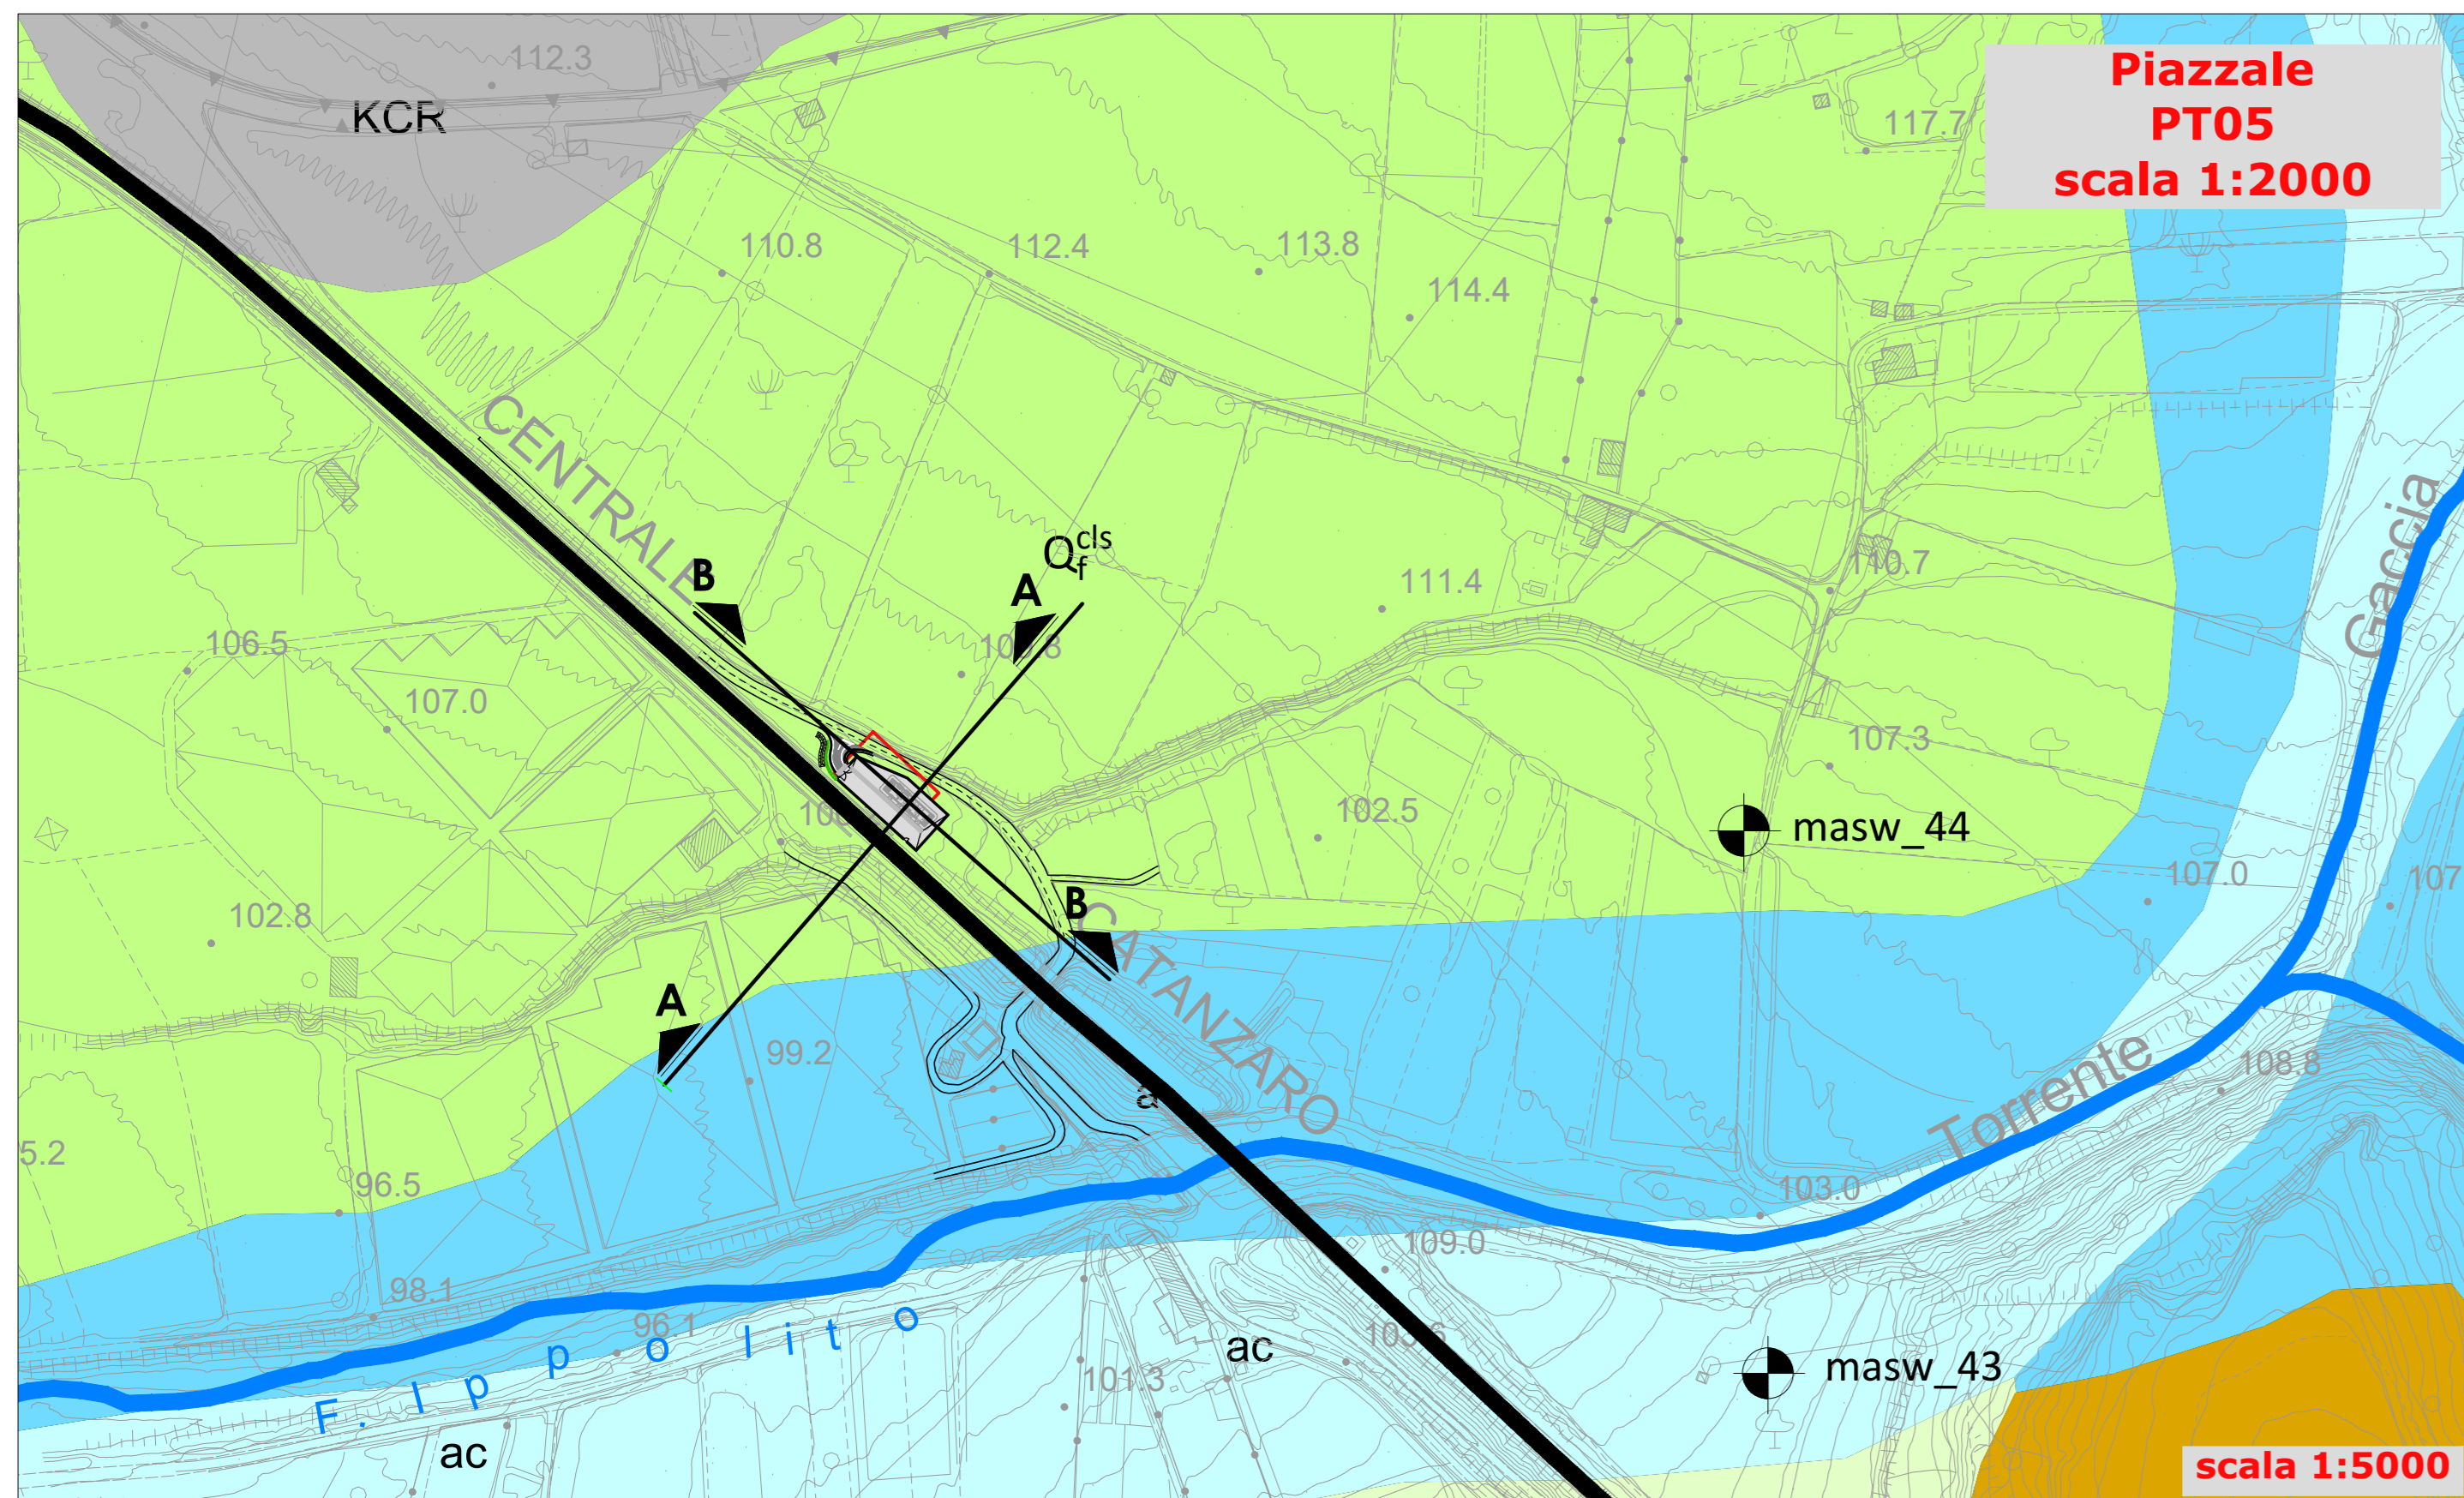 Piazzale
PT05
scala 1:2000
112.3
KCR
117.7
110.8
112.4
113.8
114.4
CENTRALE
Gaccia
Q_f^cls
B
A
111.4
110.7
106.5
107.0
107.3
102.5
masw_44
107.0
102.8
B
CATANZARO
A
99.2
a
Torrente
108.8
96.5
103.0
109.0
98.1
96.1
F. Ippolito
ac
101.3
masw_43
ac
scala 1:5000